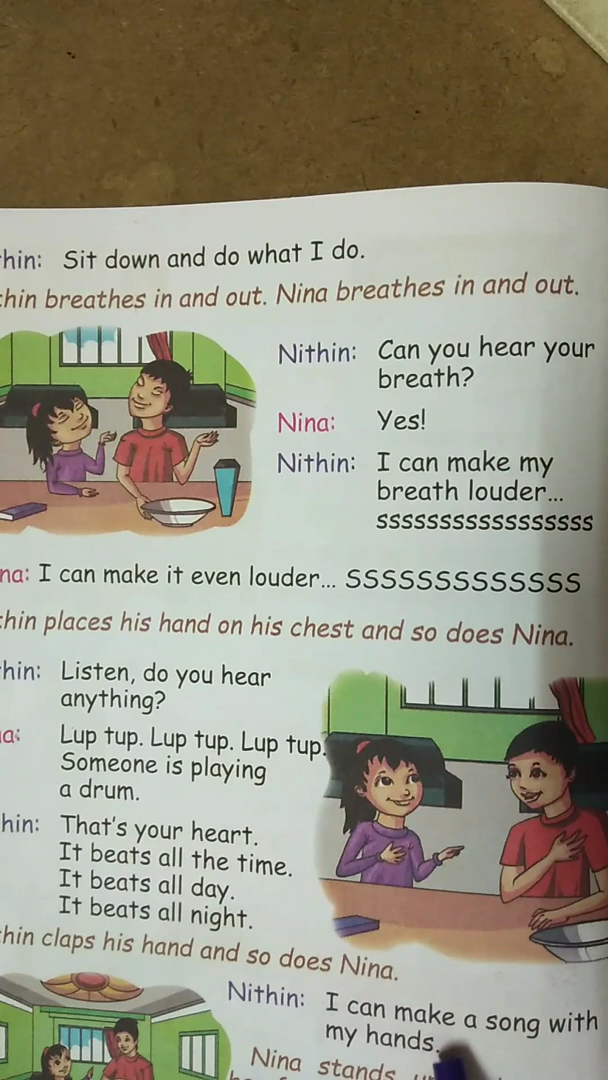 hin: Sit down and do what I do.
hin breathes in and out. Nina breathes in and out.
Nithin: Can you hear your
breath?
Nina: Yes!
Nithin: I can make my
breath louder...
sssssssssssssssss
na: I can make it even louder... SSSSSSSSSSSSS
hin places his hand on his chest and so does Nina.
hin: Listen, do you hear
anything?
a: Lup tup. Lup tup. Lup tup.
Someone is playing
a drum.
hin: That's your heart.
It beats all the time.
It beats all day.
It beats all night.
hin claps his hand and so does Nina.
Nithin: I can make a song with
my hands.
Nina stands